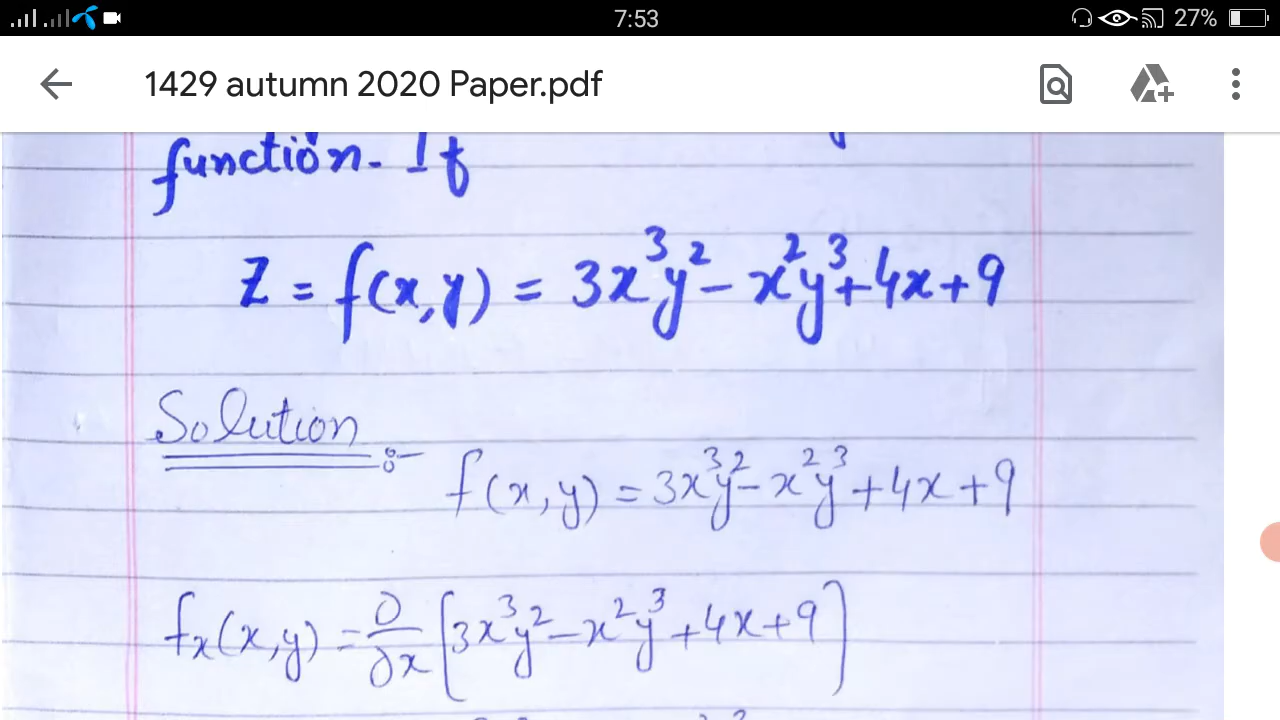 7:53
27%
1429 autumn 2020 Paper.pdf
function. If
Z = f(x,y) = 3x³y² - x²y³ + 4x + 9
Solution :-
f(x,y) = 3x³y² - x²y³ + 4x + 9
fₓ(x,y) = ∂/∂x [3x³y² - x²y³ + 4x + 9]